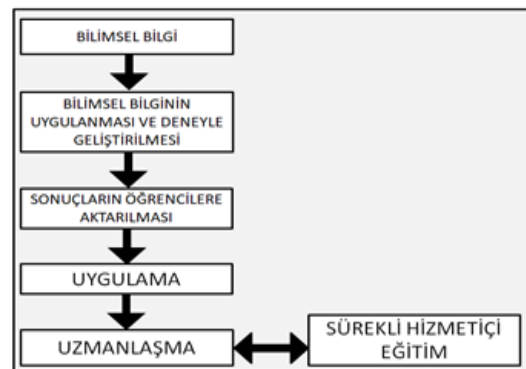 BİLİMSEL BİLGİ
BİLİMSEL BİLGİNİN
UYGULANMASI VE DENEYLE
GELİŞTİRİLMESİ
SONUÇLARIN ÖĞRENCİLERE
AKTARILMASI
UYGULAMA
UZMANLAŞMA
SÜREKLİ HİZMETİÇİ
EĞİTİM